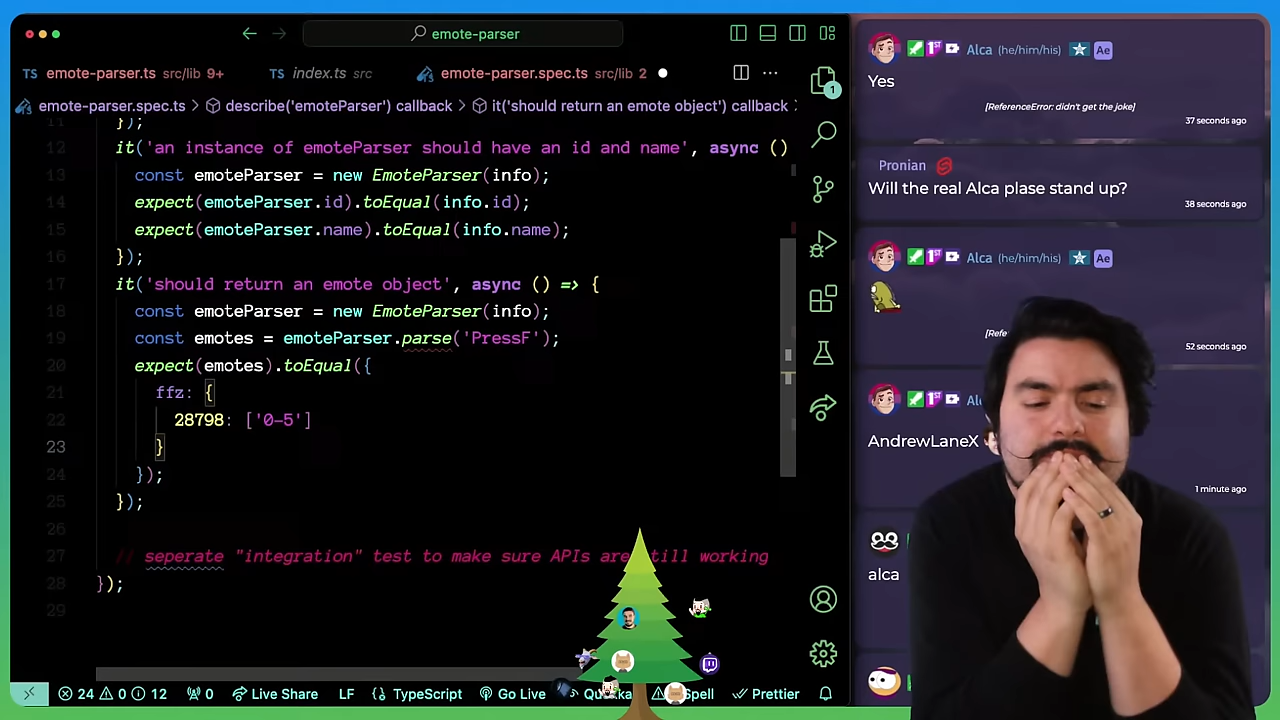 emote-parser
TS emote-parser.ts src/lib 9+
TS index.ts src
emote-parser.spec.ts src/lib 2
emote-parser.spec.ts > describe('emoteParser') callback > it('should return an emote object') callback >
11 });
12 it('an instance of emoteParser should have an id and name', async ()
13 const emoteParser = new EmoteParser(info);
14 expect(emoteParser.id).toEqual(info.id);
15 expect(emoteParser.name).toEqual(info.name);
16 });
17 it('should return an emote object', async () => {
18 const emoteParser = new EmoteParser(info);
19 const emotes = emoteParser.parse('PressF');
20 expect(emotes).toEqual({
21 ffz: {
22 28798: ['0-5']
23 }
24 });
25 });
26
27 // seperate "integration" test to make sure APIs are still working
28 });
29
24 0 12 0 Live Share LF TypeScript Go Live Spell Prettier
1
1ST Alca (he/him/his) Ae
Yes
[ReferenceError: didn't get the joke]
37 seconds ago
Pronian
Will the real Alca plase stand up?
38 seconds ago
1ST Alca (he/him/his) Ae
52 seconds ago
1ST
AndrewLaneX
1 minute ago
alca